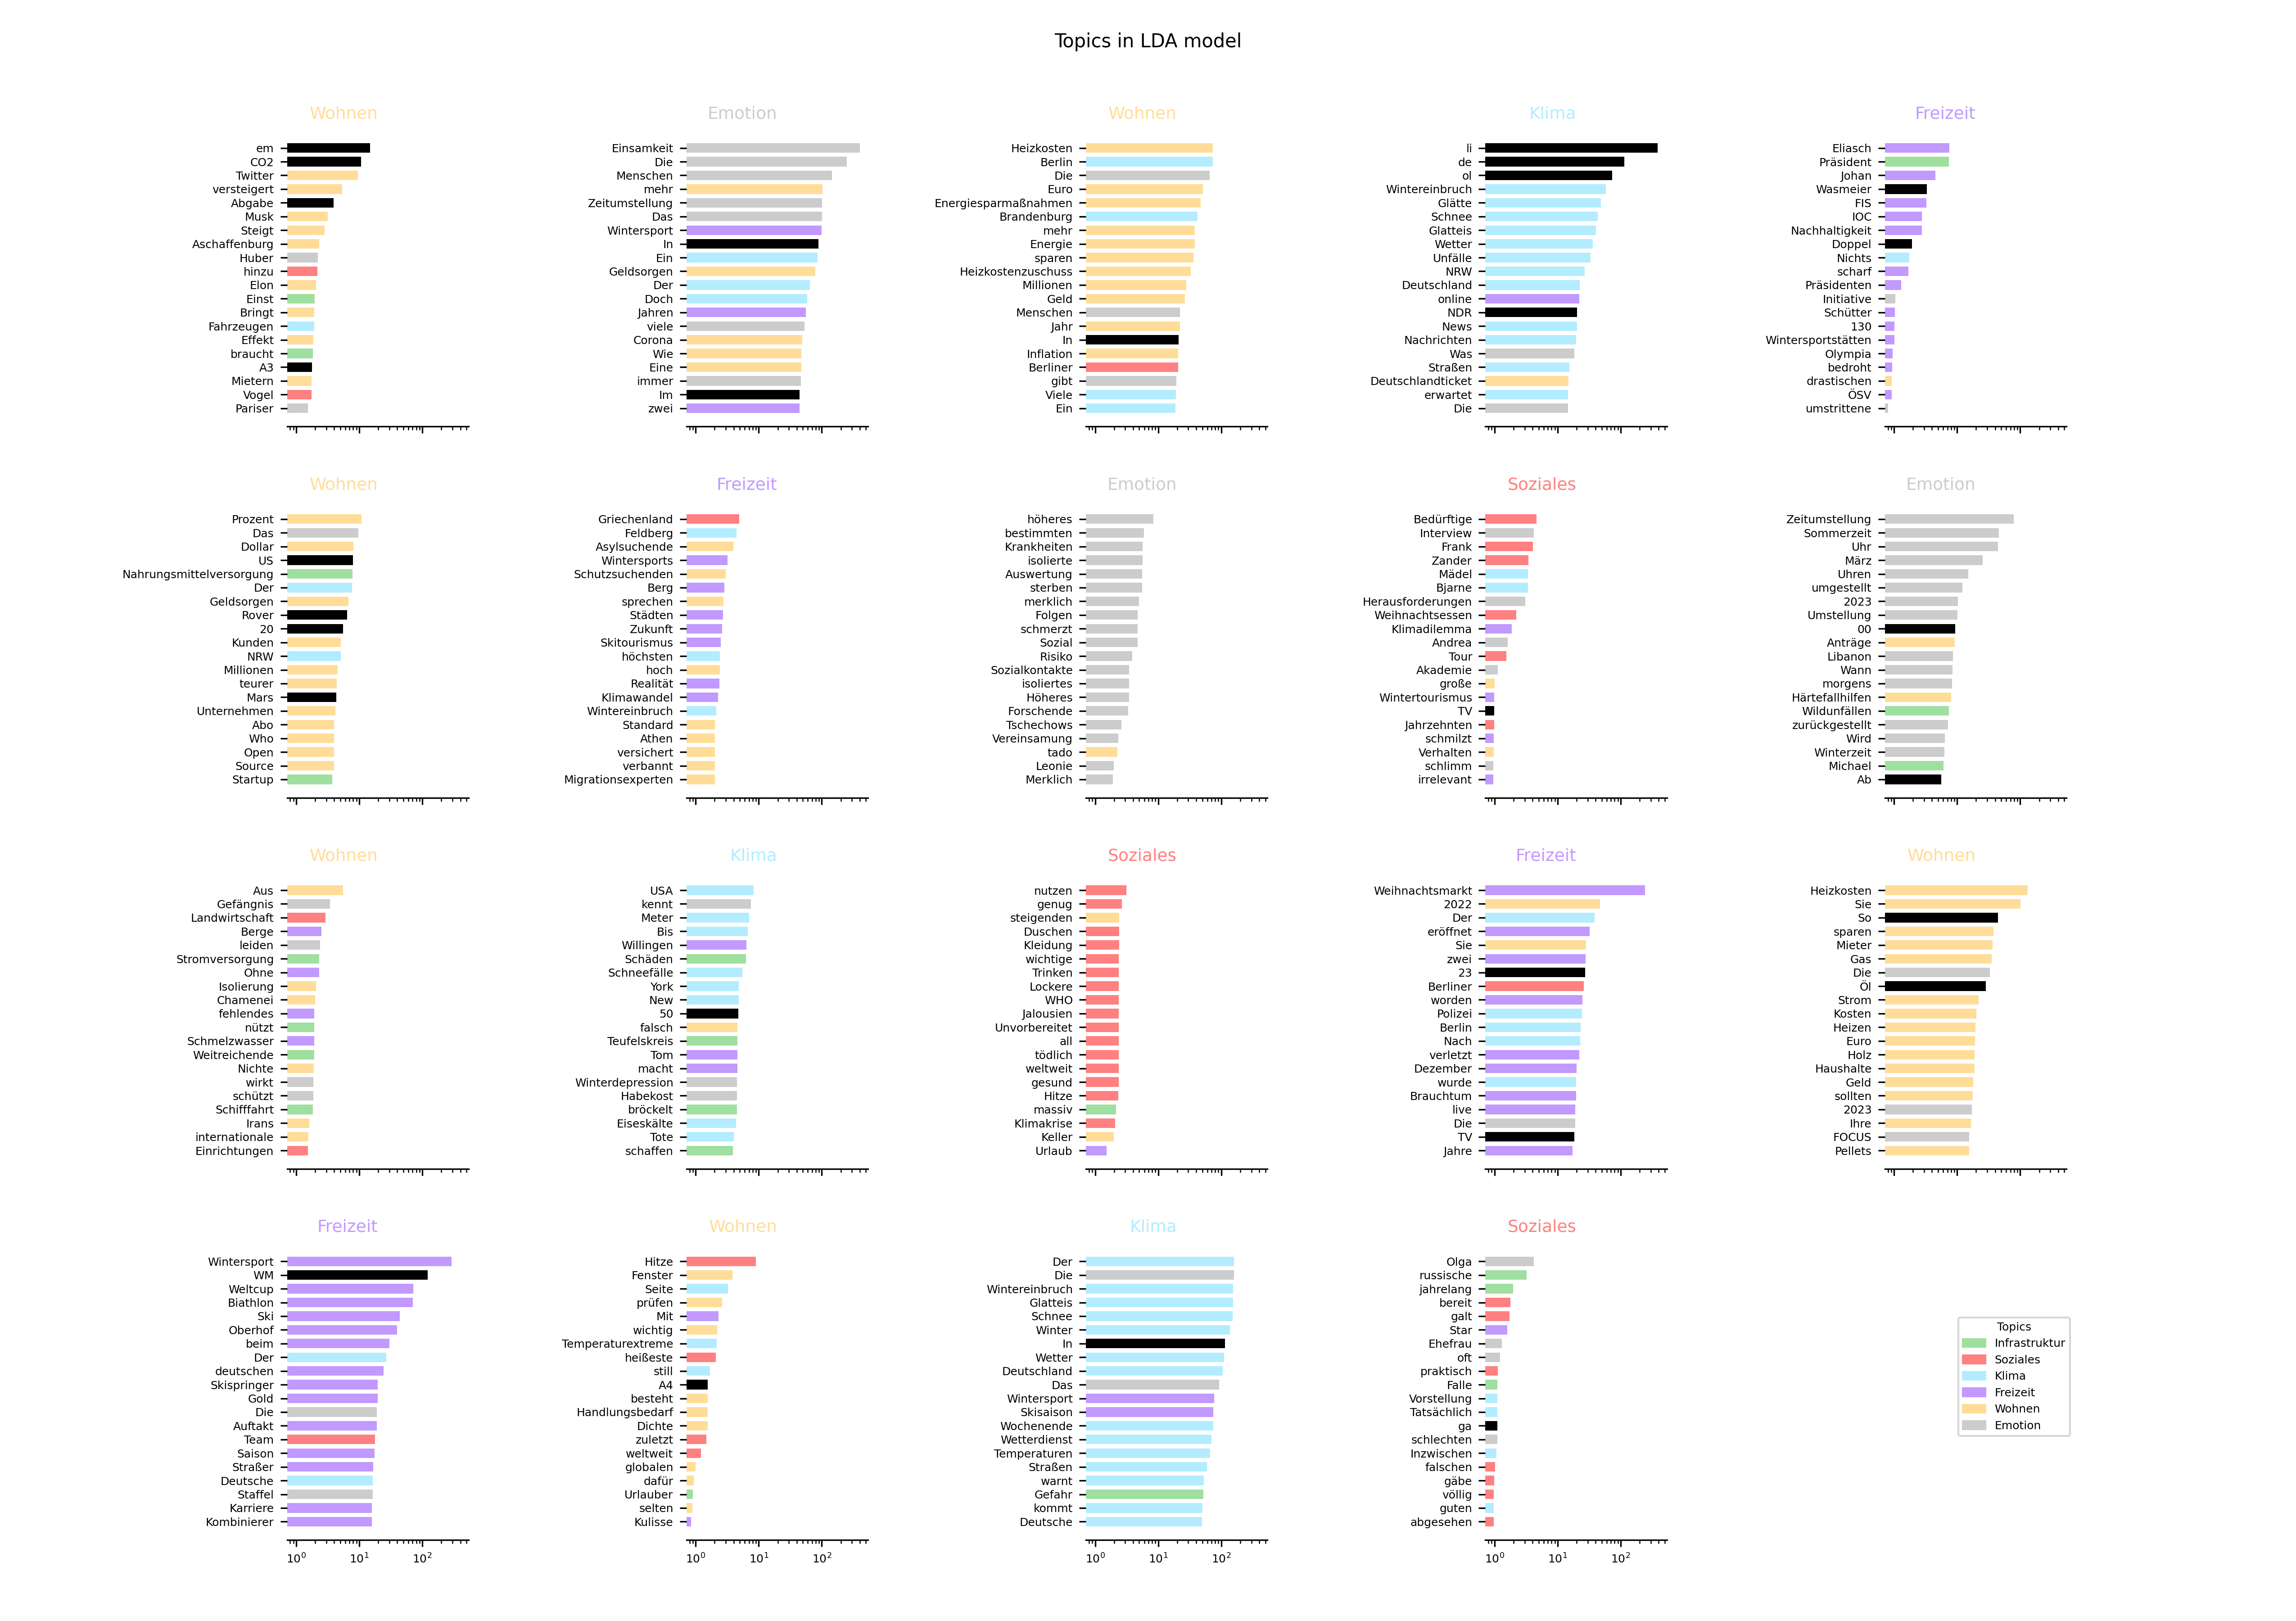 Topics in LDA model
Wohnen
em
CO2
Twitter
versteigert
Abgabe
Musk
Steigt
Aschaffenburg
Huber
hinzu
Elon
Einst
Bringt
Fahrzeugen
Effekt
braucht
A3
Mietern
Vogel
Pariser
Emotion
Einsamkeit
Die
Menschen
mehr
Zeitumstellung
Das
Wintersport
In
Ein
Geldsorgen
Der
Doch
Jahren
viele
Corona
Wie
Eine
immer
Im
zwei
Wohnen
Heizkosten
Berlin
Die
Euro
Energiesparmaßnahmen
Brandenburg
mehr
Energie
sparen
Heizkostenzuschuss
Millionen
Geld
Menschen
Jahr
In
Inflation
Berliner
gibt
Viele
Ein
Klima
li
de
ol
Wintereinbruch
Glätte
Schnee
Glatteis
Wetter
Unfälle
NRW
Deutschland
online
NDR
News
Nachrichten
Was
Straßen
Deutschlandticket
erwartet
Die
Freizeit
Eliasch
Präsident
Johan
Wasmeier
FIS
IOC
Nachhaltigkeit
Doppel
Nichts
scharf
Präsidenten
Initiative
Schütter
130
Wintersportstätten
Olympia
bedroht
drastischen
ÖSV
umstrittene
Wohnen
Prozent
Das
Dollar
US
Nahrungsmittelversorgung
Der
Geldsorgen
Rover
20
Kunden
NRW
Millionen
teurer
Mars
Unternehmen
Abo
Who
Open
Source
Startup
Freizeit
Griechenland
Feldberg
Asylsuchende
Wintersports
Schutzsuchenden
Berg
sprechen
Städten
Zukunft
Skitourismus
höchsten
hoch
Realität
Klimawandel
Wintereinbruch
Standard
Athen
versichert
verbannt
Migrationsexperten
Emotion
höheres
bestimmten
Krankheiten
isolierte
Auswertung
sterben
merklich
Folgen
schmerzt
Sozial
Risiko
Sozialkontakte
isoliertes
Höheres
Forschende
Tschechows
Vereinsamung
tado
Leonie
Merklich
Soziales
Bedürftige
Interview
Frank
Zander
Mädel
Bjarne
Herausforderungen
Weihnachtsessen
Klimadilemma
Andrea
Tour
Akademie
große
Wintertourismus
TV
Jahrzehnten
schmilzt
Verhalten
schlimm
irrelevant
Emotion
Zeitumstellung
Sommerzeit
Uhr
März
Uhren
umgestellt
2023
Umstellung
00
Anträge
Libanon
Wann
morgens
Härtefallhilfen
Wildunfällen
zurückgestellt
Wird
Winterzeit
Michael
Ab
Wohnen
Aus
Gefängnis
Landwirtschaft
Berge
leiden
Stromversorgung
Ohne
Isolierung
Chamenei
fehlendes
nützt
Schmelzwasser
Weitreichende
Nichte
wirkt
schützt
Schifffahrt
Irans
internationale
Einrichtungen
Klima
USA
kennt
Meter
Bis
Willingen
Schäden
Schneefälle
York
New
50
falsch
Teufelskreis
Tom
macht
Winterdepression
Habekost
bröckelt
Eiseskälte
Tote
schaffen
Soziales
nutzen
genug
steigenden
Duschen
Kleidung
wichtige
Trinken
Lockere
WHO
Jalousien
Unvorbereitet
all
tödlich
weltweit
gesund
Hitze
massiv
Klimakrise
Keller
Urlaub
Freizeit
Weihnachtsmarkt
2022
Der
eröffnet
Sie
zwei
23
Berliner
worden
Polizei
Berlin
Nach
verletzt
Dezember
wurde
Brauchtum
live
Die
TV
Jahre
Wohnen
Heizkosten
Sie
So
sparen
Mieter
Gas
Die
Öl
Strom
Kosten
Heizen
Euro
Holz
Haushalte
Geld
sollten
2023
Ihre
FOCUS
Pellets
Freizeit
Wintersport
WM
Weltcup
Biathlon
Ski
Oberhof
beim
Der
deutschen
Skispringer
Gold
Die
Auftakt
Team
Saison
Straßer
Deutsche
Staffel
Karriere
Kombinierer
10⁰ 10¹ 10²
Wohnen
Hitze
Fenster
Seite
prüfen
Mit
wichtig
Temperaturextreme
heißeste
still
A4
besteht
Handlungsbedarf
Dichte
zuletzt
weltweit
globalen
dafür
Urlauber
selten
Kulisse
10⁰ 10¹ 10²
Klima
Der
Die
Wintereinbruch
Glatteis
Schnee
Winter
In
Wetter
Deutschland
Das
Wintersport
Skisaison
Wochenende
Wetterdienst
Temperaturen
Straßen
warnt
Gefahr
kommt
Deutsche
10⁰ 10¹ 10²
Soziales
Olga
russische
jahrelang
bereit
galt
Star
Ehefrau
oft
praktisch
Falle
Vorstellung
Tatsächlich
ga
schlechten
Inzwischen
falschen
gäbe
völlig
guten
abgesehen
10⁰ 10¹ 10²
Topics
Infrastruktur
Soziales
Klima
Freizeit
Wohnen
Emotion